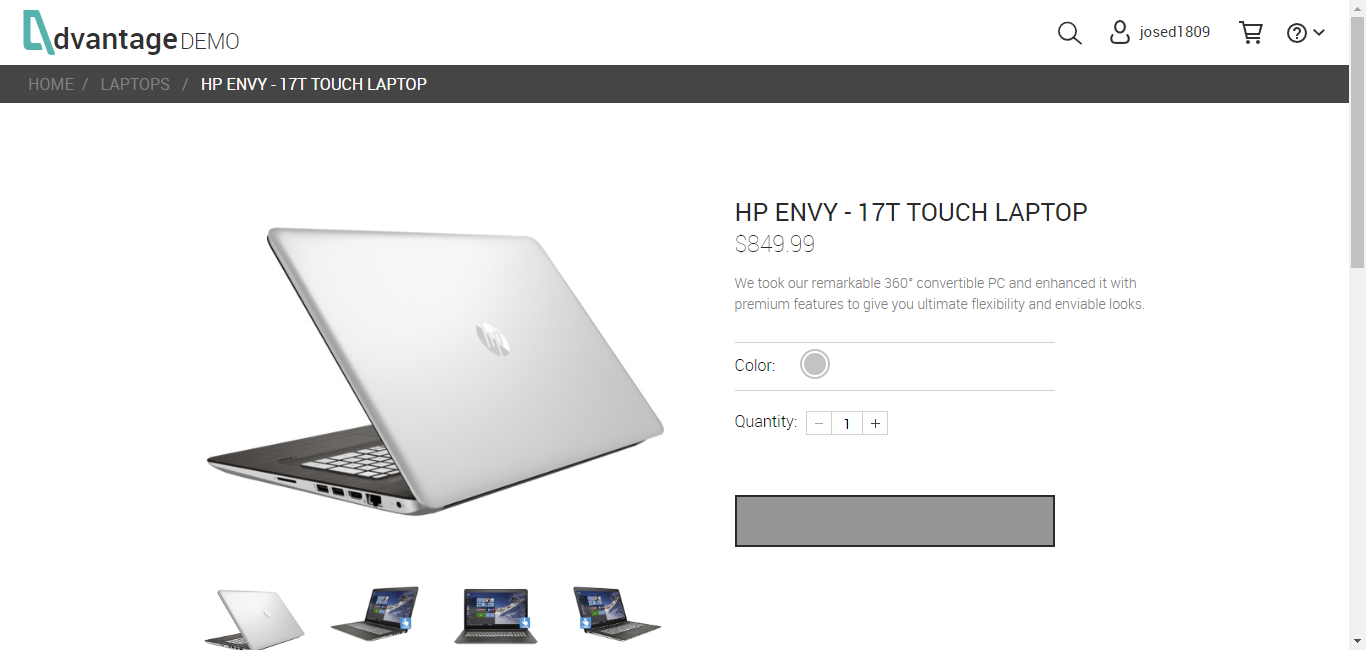 dvantage DEMO
josed1809
HOME / LAPTOPS / HP ENVY - 17T TOUCH LAPTOP
HP ENVY - 17T TOUCH LAPTOP
$849.99
We took our remarkable 360° convertible PC and enhanced it with
premium features to give you ultimate flexibility and enviable looks.
Color:
Quantity: − 1 +
hp